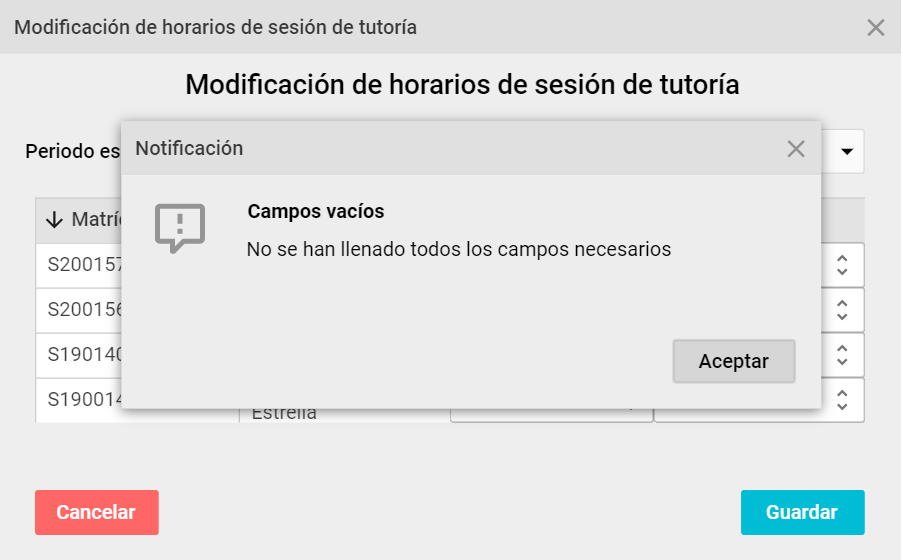 Modificación de horarios de sesión de tutoría
Modificación de horarios de sesión de tutoría
Periodo es
Notificación
Matríc
Campos vacíos
No se han llenado todos los campos necesarios
S200157
S200156
S190140
Aceptar
S190014
Estrella
Cancelar
Guardar